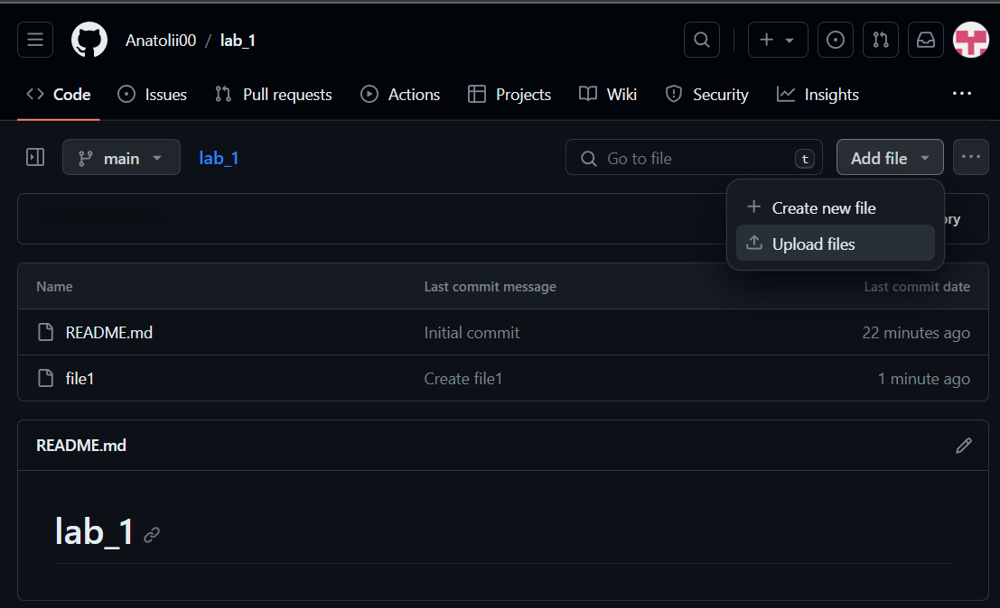 Anatolii00 / lab_1
Code Issues Pull requests Actions Projects Wiki Security Insights
main lab_1 Go to file t Add file
Create new file
Upload files
ory
Name Last commit message Last commit date
README.md Initial commit 22 minutes ago
file1 Create file1 1 minute ago
README.md
lab_1